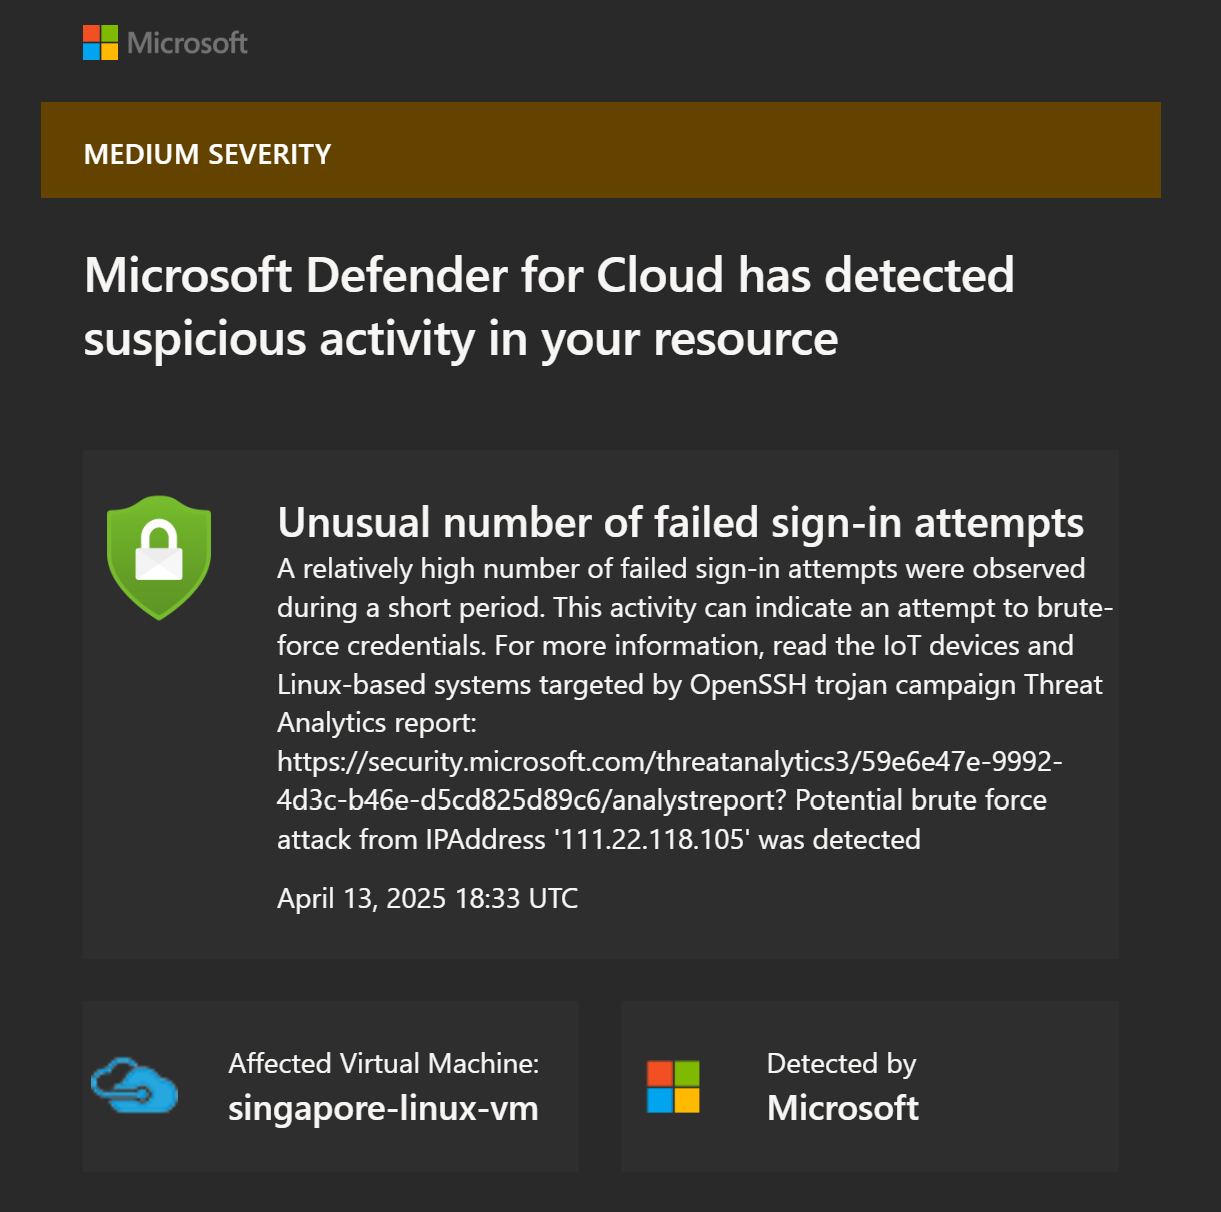 Microsoft
MEDIUM SEVERITY
Microsoft Defender for Cloud has detected
suspicious activity in your resource
Unusual number of failed sign-in attempts
A relatively high number of failed sign-in attempts were observed
during a short period. This activity can indicate an attempt to brute-
force credentials. For more information, read the IoT devices and
Linux-based systems targeted by OpenSSH trojan campaign Threat
Analytics report:
https://security.microsoft.com/threatanalytics3/59e6e47e-9992-
4d3c-b46e-d5cd825d89c6/analystreport? Potential brute force
attack from IPAddress '111.22.118.105' was detected
April 13, 2025 18:33 UTC
Affected Virtual Machine:
singapore-linux-vm
Detected by
Microsoft